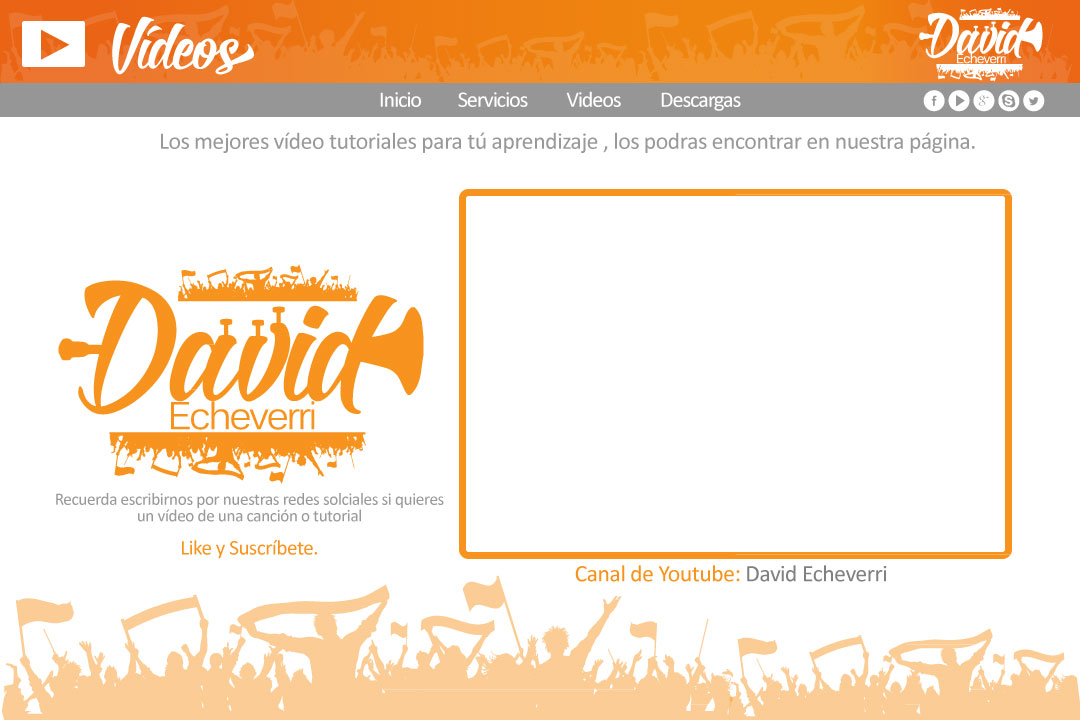 Vídeos
David
Echeverri
Inicio Servicios Videos Descargas
Los mejores vídeo tutoriales para tú aprendizaje , los podras encontrar en nuestra página.
David
Echeverri
Recuerda escribirnos por nuestras redes solciales si quieres
un vídeo de una canción o tutorial
Like y Suscríbete.
Canal de Youtube: David Echeverri